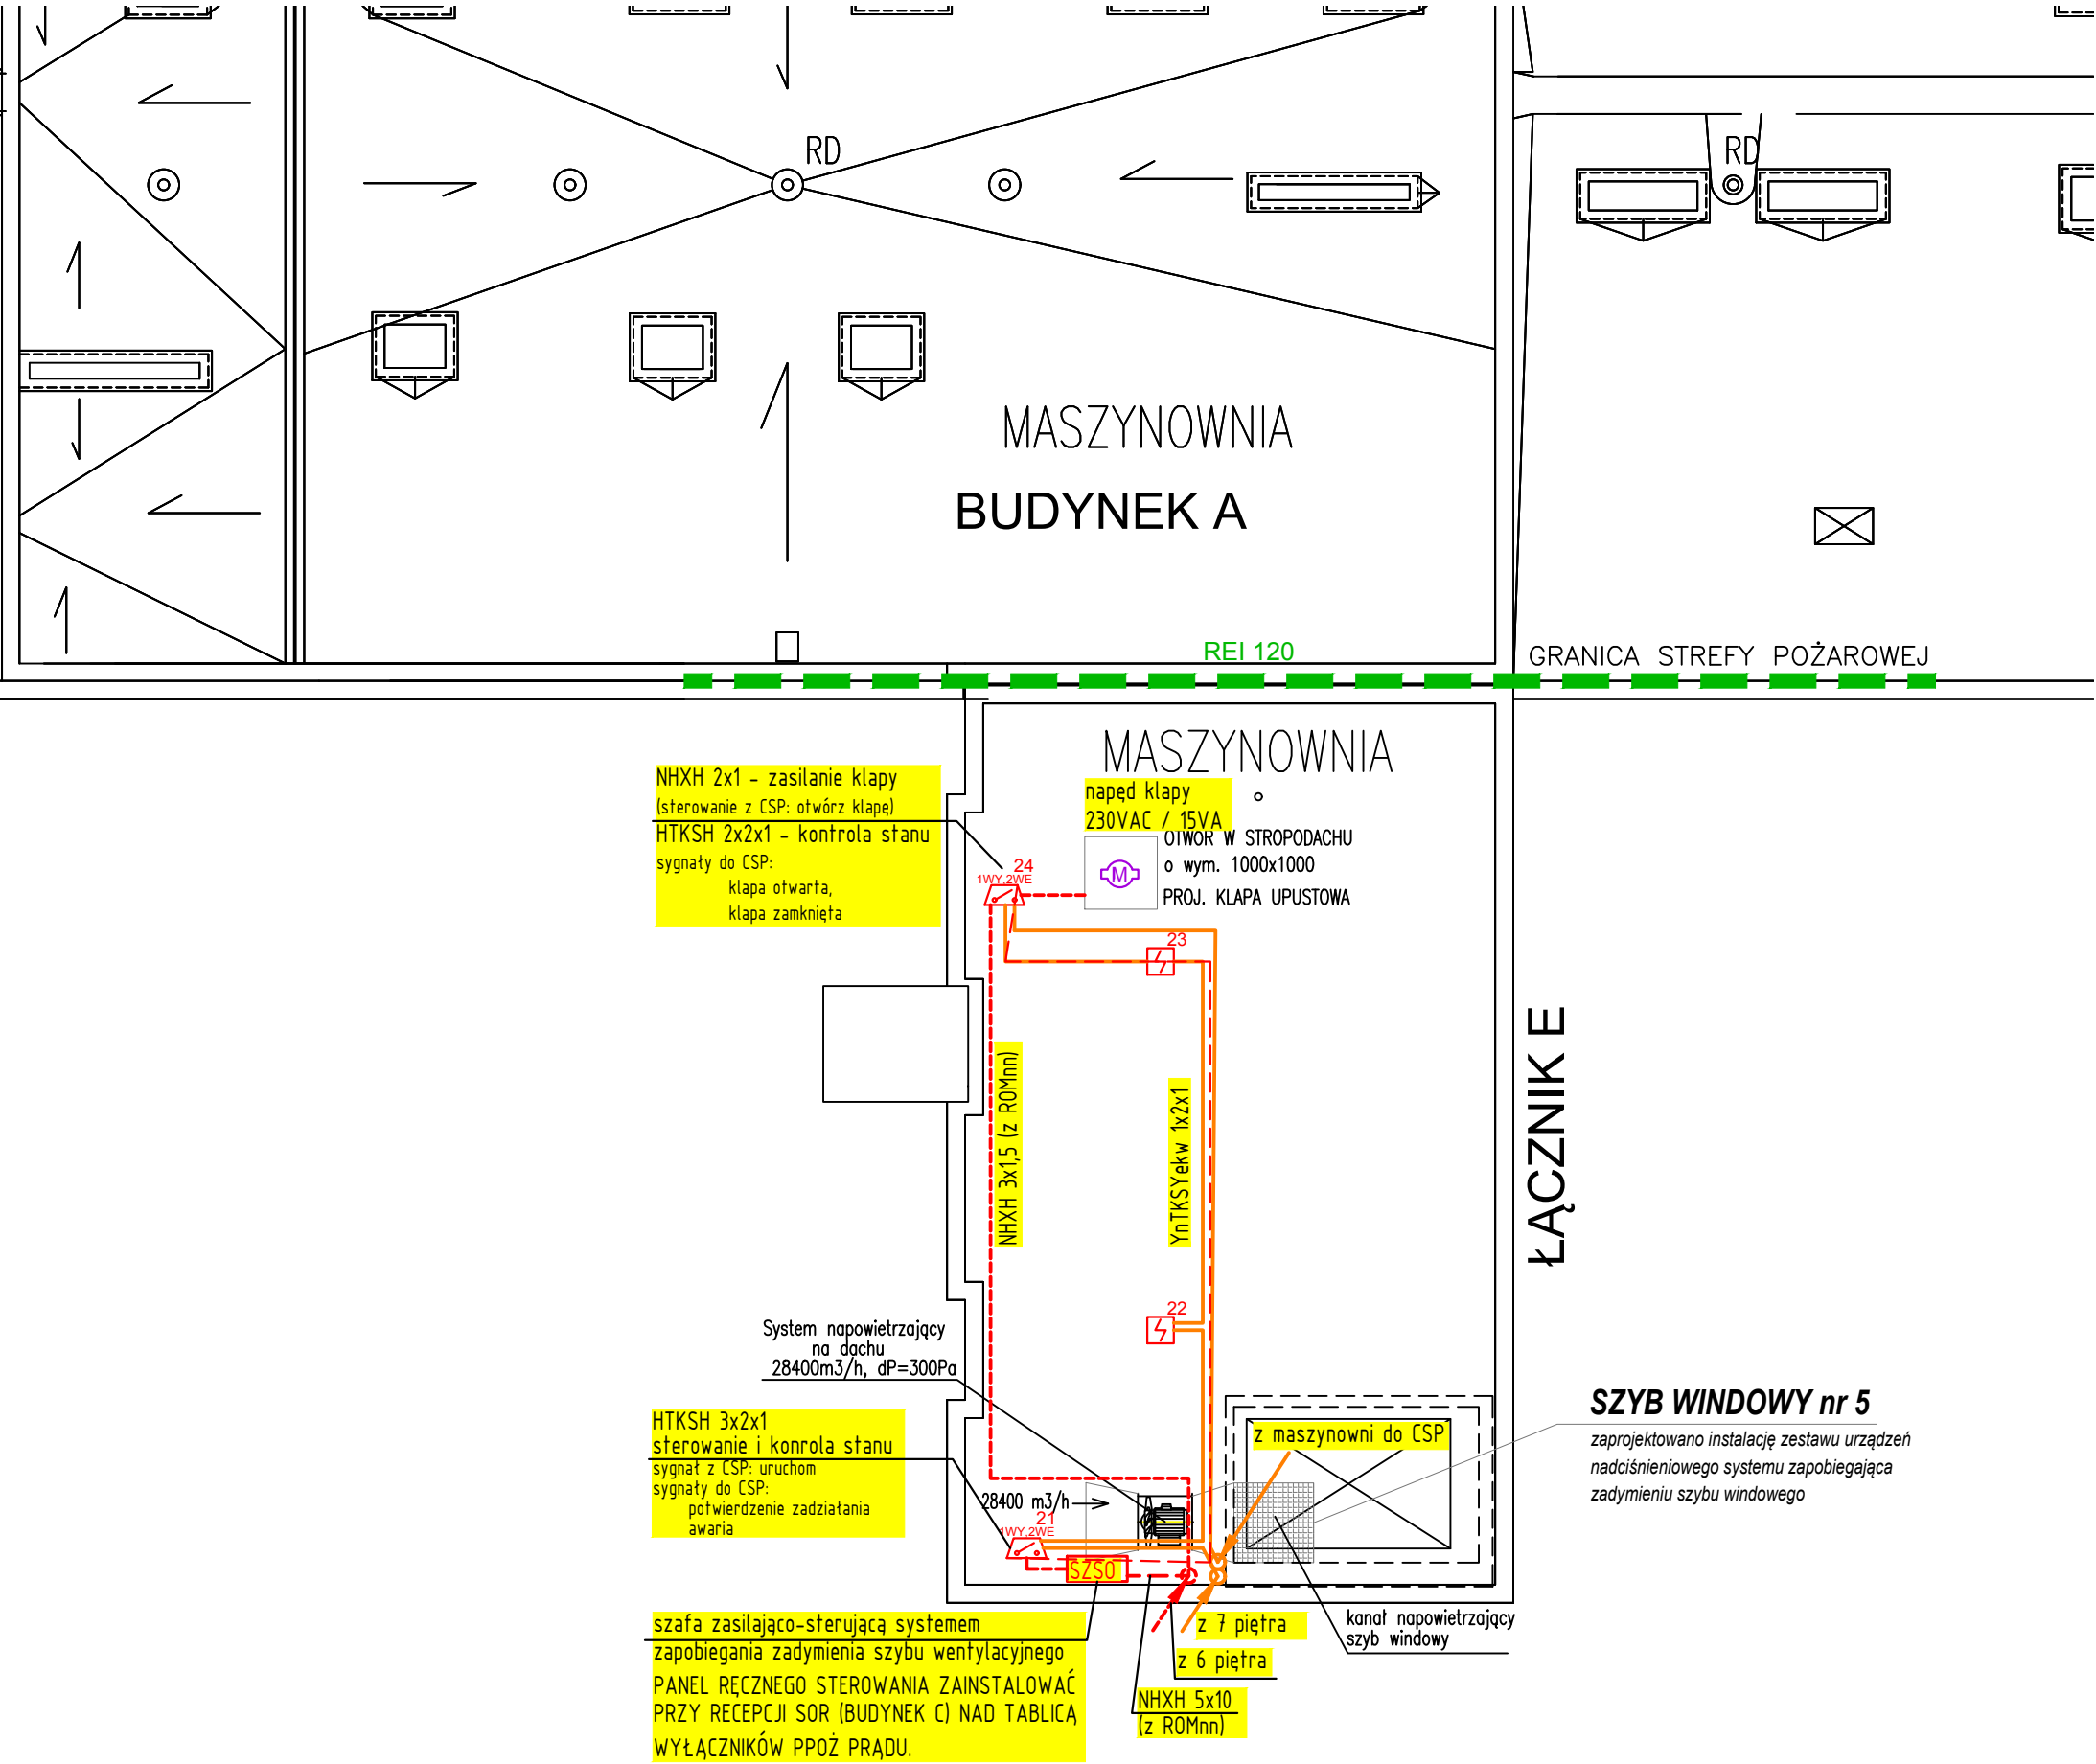 RD
RD
MASZYNOWNIA
BUDYNEK A
REI 120
GRANICA STREFY POŻAROWEJ
MASZYNOWNIA
NHXH 2x1 - zasilanie klapy
(sterowanie z CSP: otwórz klapę)
HTKSH 2x2x1 - kontrola stanu
sygnały do CSP:
klapa otwarta,
klapa zamknięta
napęd klapy
230VAC / 15VA
OTWÓR W STROPODACHU
o wym. 1000x1000
PROJ. KLAPA UPUSTOWA
M
24
1WY,2WE
23
NHXH 3x1,5 (z ROMnn)
YnTKSYekw 1x2x1
ŁĄCZNIK E
22
System napowietrzający
na dachu
28400m3/h, dP=300Pa
SZYB WINDOWY nr 5
zaprojektowano instalację zestawu urządzeń
nadciśnieniowego systemu zapobiegająca
zadymieniu szybu windowego
z maszynowni do CSP
HTKSH 3x2x1
sterowanie i konrola stanu
sygnał z CSP: uruchom
sygnały do CSP:
potwierdzenie zadziałania
awaria
28400 m3/h
21
1WY,2WE
SZSO
szafa zasilająco-sterującą systemem
zapobiegania zadymienia szybu wentylacyjnego
PANEL RĘCZNEGO STEROWANIA ZAINSTALOWAĆ
PRZY RECEPCJI SOR (BUDYNEK C) NAD TABLICĄ
WYŁĄCZNIKÓW PPOŻ PRĄDU.
z 7 piętra
z 6 piętra
NHXH 5x10
(z ROMnn)
kanał napowietrzający
szyb windowy